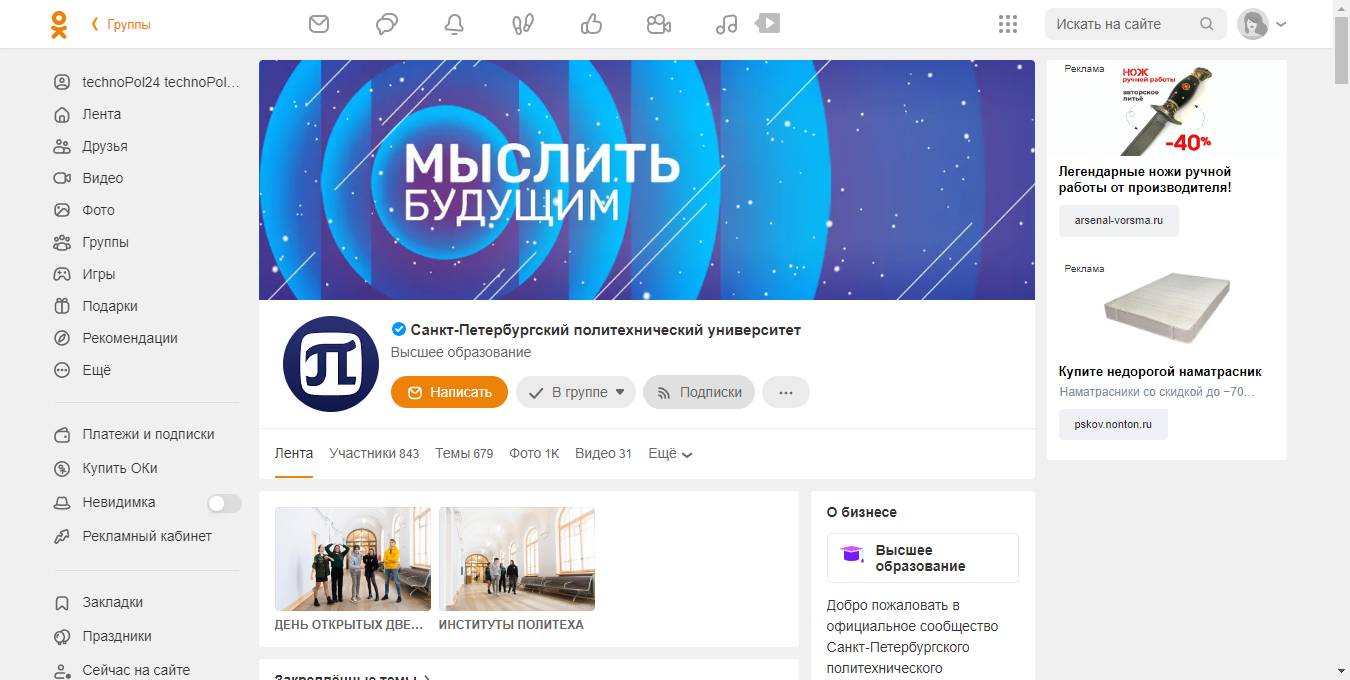 Группы
Искать на сайте
technoPol24 technoPol…
Лента
Друзья
Видео
Фото
Группы
Игры
Подарки
Рекомендации
Ещё
Платежи и подписки
Купить ОКи
Невидимка
Рекламный кабинет
Закладки
Праздники
Сейчас на сайте
МЫСЛИТЬ
БУДУЩИМ
Санкт-Петербургский политехнический университет
Высшее образование
Написать
В группе
Подписки
Лента Участники 843 Темы 679 Фото 1K Видео 31 Ещё
ДЕНЬ ОТКРЫТЫХ ДВЕ…
ИНСТИТУТЫ ПОЛИТЕХА
Закреплённые темы
О бизнесе
Высшее
образование
Добро пожаловать в
официальное сообщество
Санкт-Петербургского
политехнического
Реклама
НОЖ
ручной работы
авторское
литьё
-40%
Легендарные ножи ручной
работы от производителя!
arsenal-vorsma.ru
Реклама
Купите недорогой наматрасник
Наматрасники со скидкой до −70…
pskov.nonton.ru